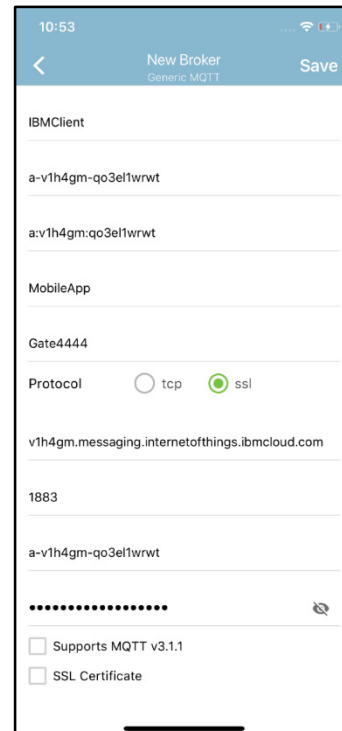 10:53
New Broker
Save
Generic MQTT
IBMClient
a-v1h4gm-qo3el1wrwt
a:v1h4gm:qo3el1wrwt
MobileApp
Gate4444
Protocol tcp ssl
v1h4gm.messaging.internetofthings.ibmcloud.com
1883
a-v1h4gm-qo3el1wrwt
••••••••••••••••••
Supports MQTT v3.1.1
SSL Certificate